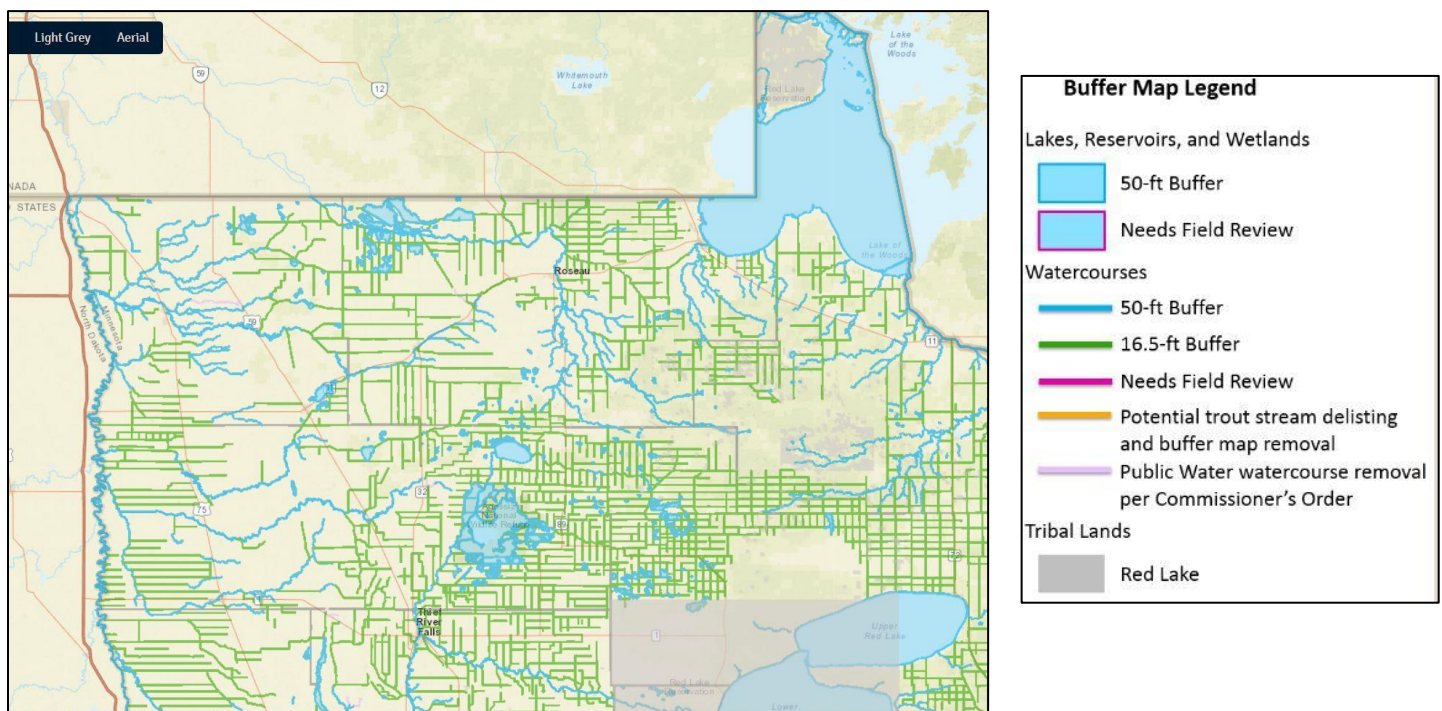 Light Grey Aerial
59
12
Whitemouth
Lake
Lake
of the
Woods
Red Lake
Reservation
NADA
STATES
Roseau
Lake of
the Woods
Minnesota
North Dakota
59
11
11
32
75
National
Wildlife Refuge
89
72
Thief
River
Falls
1
Upper
Red Lake
Red Lake
Reservation
Lower
Buffer Map Legend
Lakes, Reservoirs, and Wetlands
50-ft Buffer
Needs Field Review
Watercourses
50-ft Buffer
16.5-ft Buffer
Needs Field Review
Potential trout stream delisting
and buffer map removal
Public Water watercourse removal
per Commissioner's Order
Tribal Lands
Red Lake